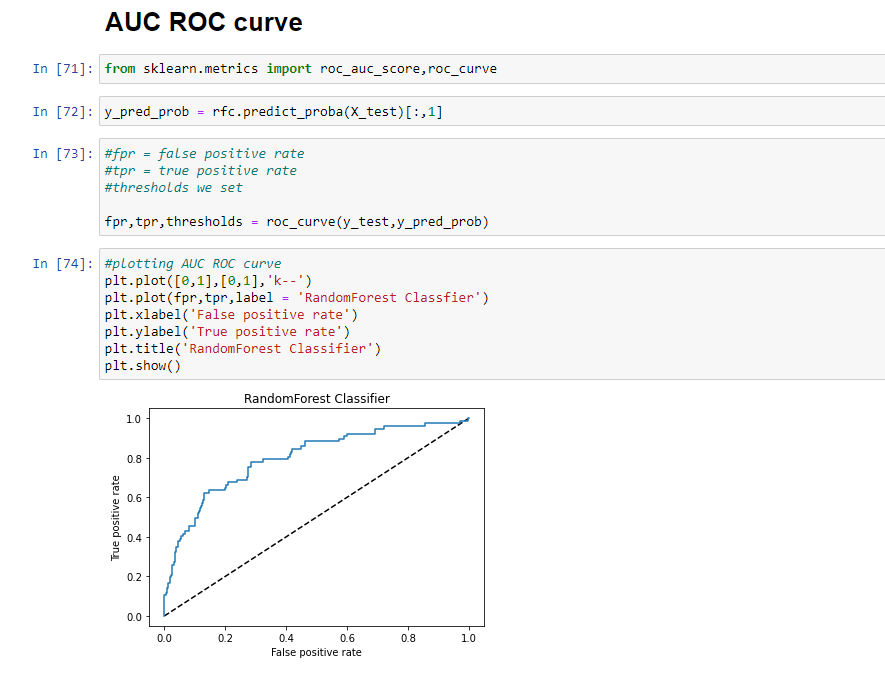 AUC ROC curve
In [71]: from sklearn.metrics import roc_auc_score,roc_curve
In [72]: y_pred_prob = rfc.predict_proba(X_test)[:,1]
In [73]: #fpr = false positive rate
#tpr = true positive rate
#thresholds we set
fpr,tpr,thresholds = roc_curve(y_test,y_pred_prob)
In [74]: #plotting AUC ROC curve
plt.plot([0,1],[0,1],'k--')
plt.plot(fpr,tpr,label = 'RandomForest Classfier')
plt.xlabel('False positive rate')
plt.ylabel('True positive rate')
plt.title('RandomForest Classifier')
plt.show()
RandomForest Classifier
True positive rate
1.0
0.8
0.6
0.4
0.2
0.0
0.0 0.2 0.4 0.6 0.8 1.0
False positive rate